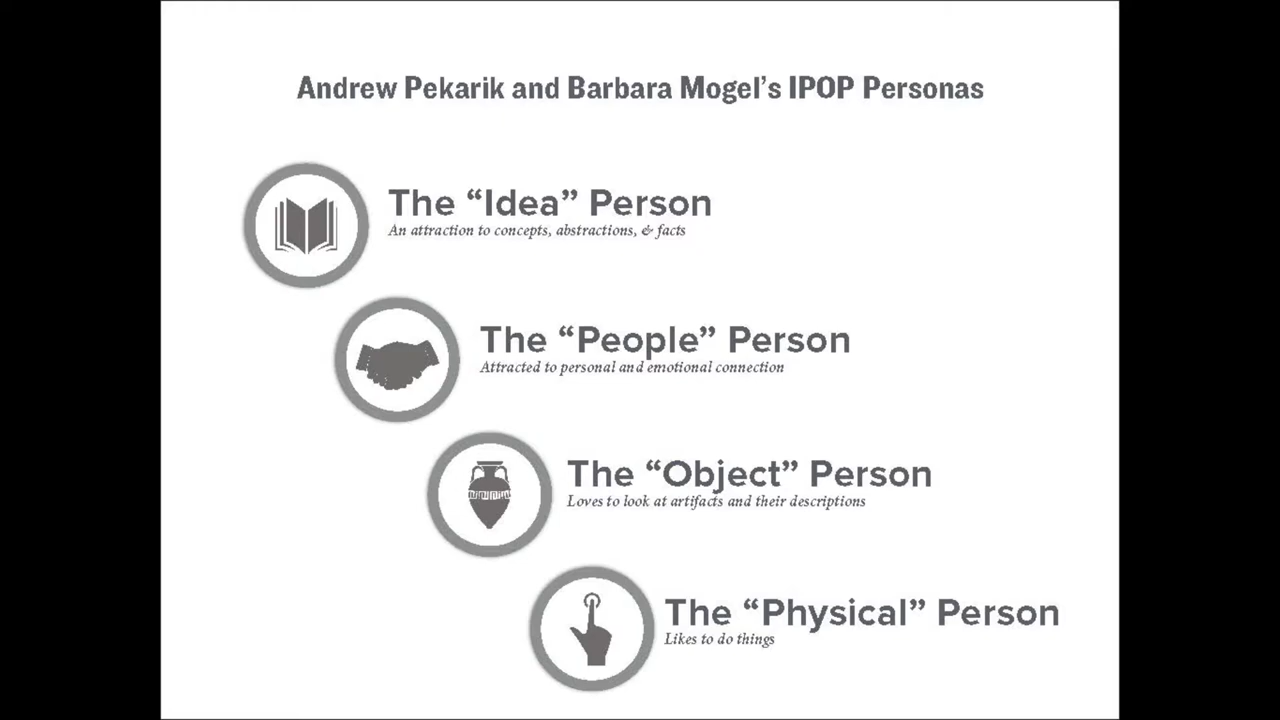 Andrew Pekarik and Barbara Mogel’s IPOP Personas
The “Idea” Person
An attraction to concepts, abstractions, & facts
The “People” Person
Attracted to personal and emotional connection
The “Object” Person
Loves to look at artifacts and their descriptions
The “Physical” Person
Likes to do things